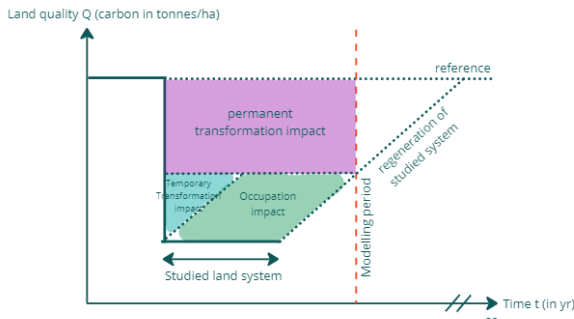 Land quality Q (carbon in tonnes/ha)
reference
permanent
transformation impact
regeneration of
studied system
Temporary
Transformation
impact
Occupation
impact
Modelling period
Studied land system
Time t (in yr)